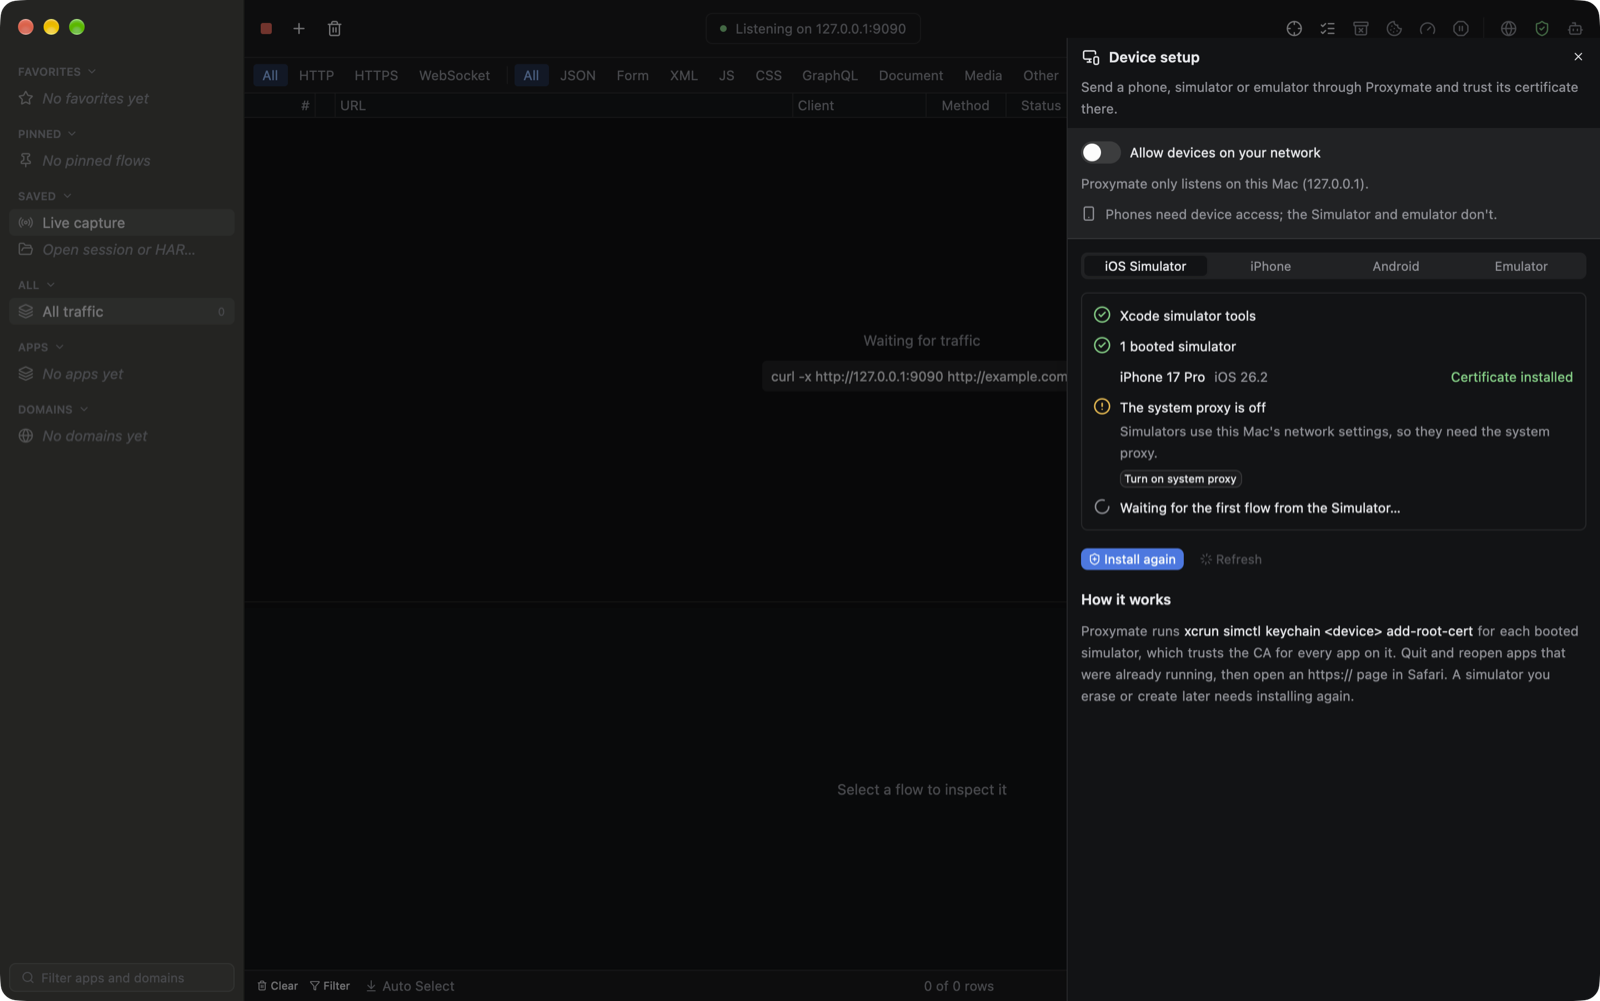 Listening on 127.0.0.1:9090
FAVORITES
No favorites yet
PINNED
No pinned flows
SAVED
Live capture
Open session or HAR...
ALL
All traffic 0
APPS
No apps yet
DOMAINS
No domains yet
Filter apps and domains
All HTTP HTTPS WebSocket All JSON Form XML JS CSS GraphQL Document Media Other
# URL Client Method Status
Waiting for traffic
curl -x http://127.0.0.1:9090 http://example.com
Select a flow to inspect it
Clear Filter Auto Select 0 of 0 rows
Device setup
Send a phone, simulator or emulator through Proxymate and trust its certificate
there.
Allow devices on your network
Proxymate only listens on this Mac (127.0.0.1).
Phones need device access; the Simulator and emulator don't.
iOS Simulator iPhone Android Emulator
Xcode simulator tools
1 booted simulator
iPhone 17 Pro iOS 26.2 Certificate installed
The system proxy is off
Simulators use this Mac's network settings, so they need the system
proxy.
Turn on system proxy
Waiting for the first flow from the Simulator...
Install again Refresh
How it works
Proxymate runs xcrun simctl keychain <device> add-root-cert for each booted
simulator, which trusts the CA for every app on it. Quit and reopen apps that
were already running, then open an https:// page in Safari. A simulator you
erase or create later needs installing again.